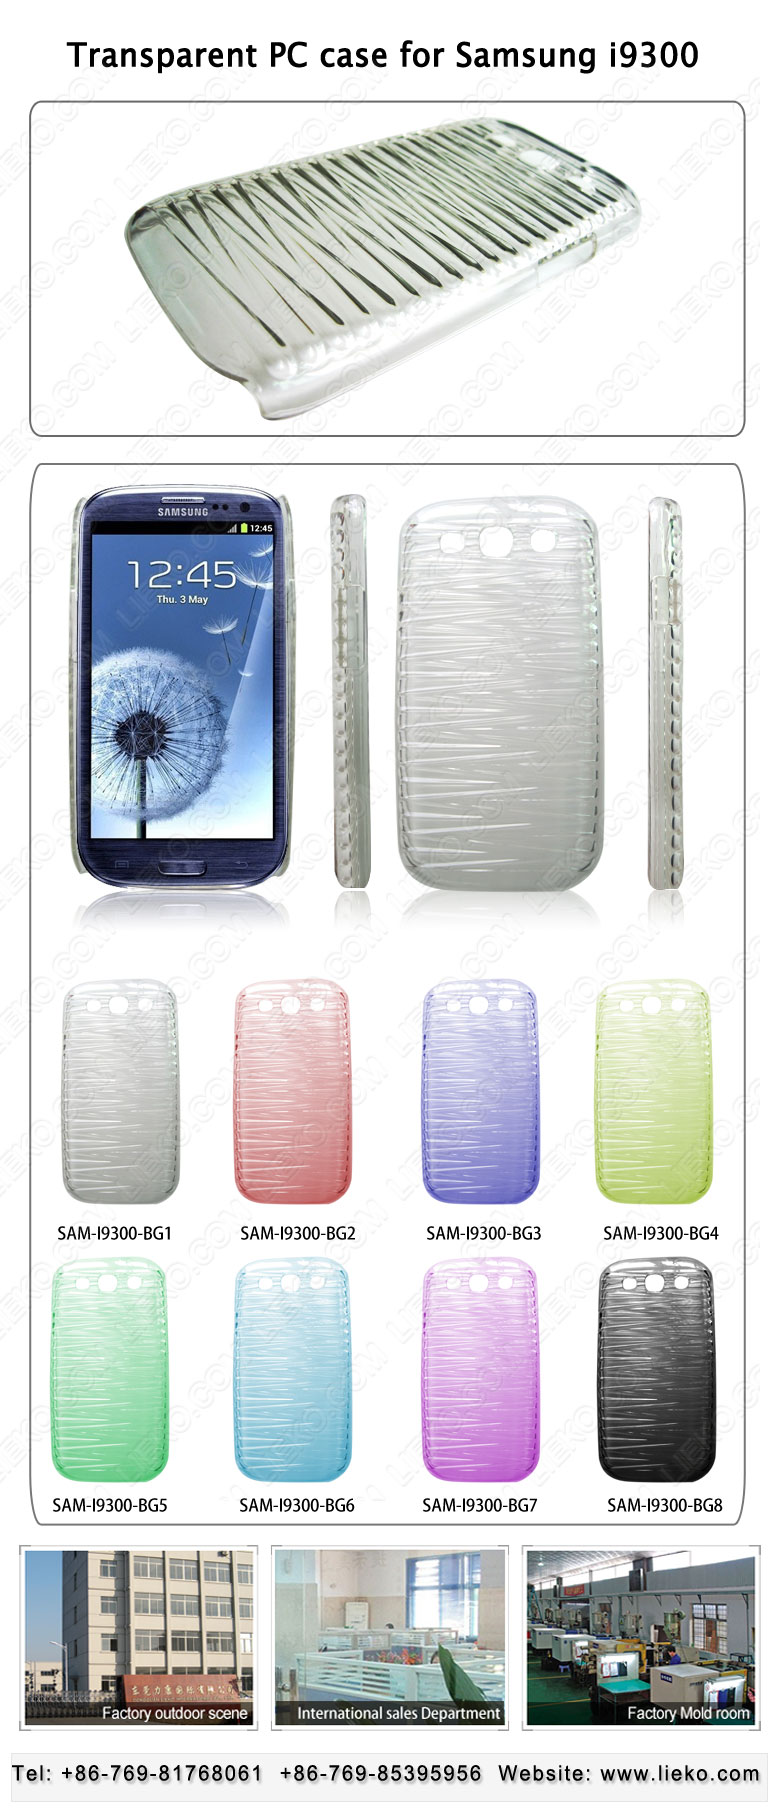 Transparent PC case for Samsung i9300
SAMSUNG
12:45
12:45
Thu. 3 May
SAM-I9300-BG1
SAM-I9300-BG2
SAM-I9300-BG3
SAM-I9300-BG4
SAM-I9300-BG5
SAM-I9300-BG6
SAM-I9300-BG7
SAM-I9300-BG8
Factory outdoor scene
International sales Department
Factory Mold room
Tel: +86-769-81768061 +86-769-85395956 Website: www.lieko.com
LIEKO.COM